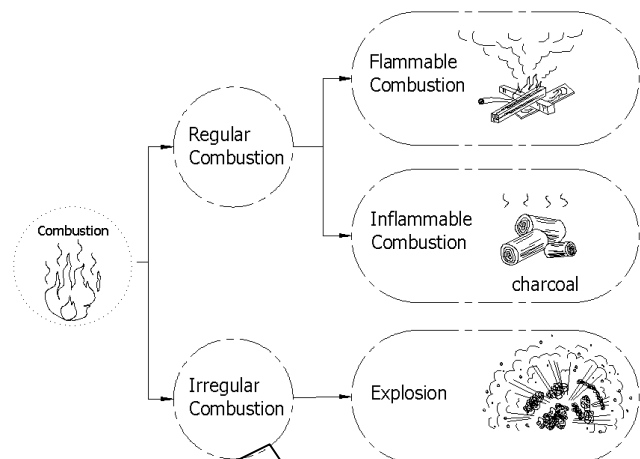 Combustion
Regular
Combustion
Flammable
Combustion
Inflammable
Combustion
charcoal
Irregular
Combustion
Explosion